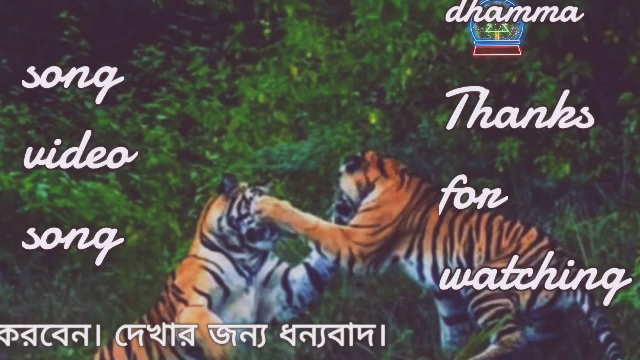 dhamma
song
video
song
Thanks
for
watching
করবেন। দেখার জন্য ধন্যবাদ।